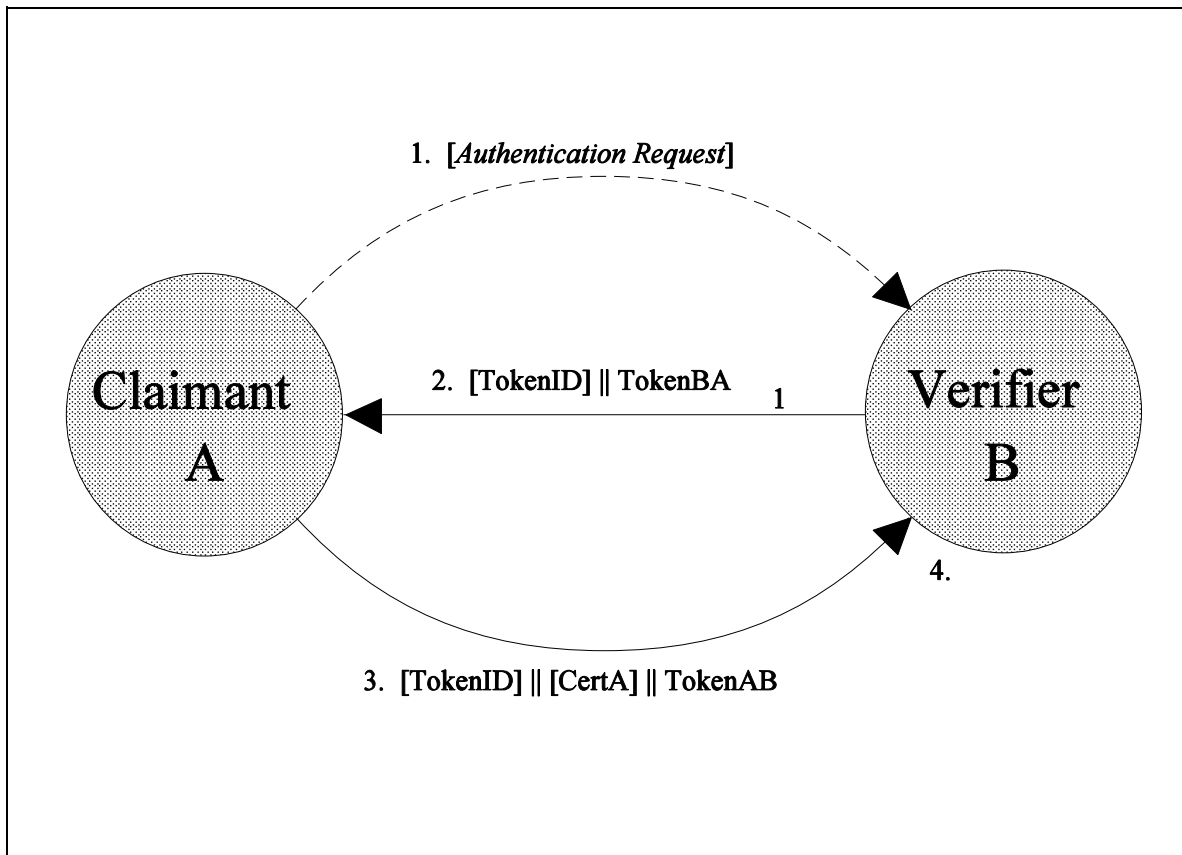 1. [Authentication Request]
2. [TokenID] || TokenBA
1
Claimant
A
Verifier
B
4.
3. [TokenID] || [CertA] || TokenAB